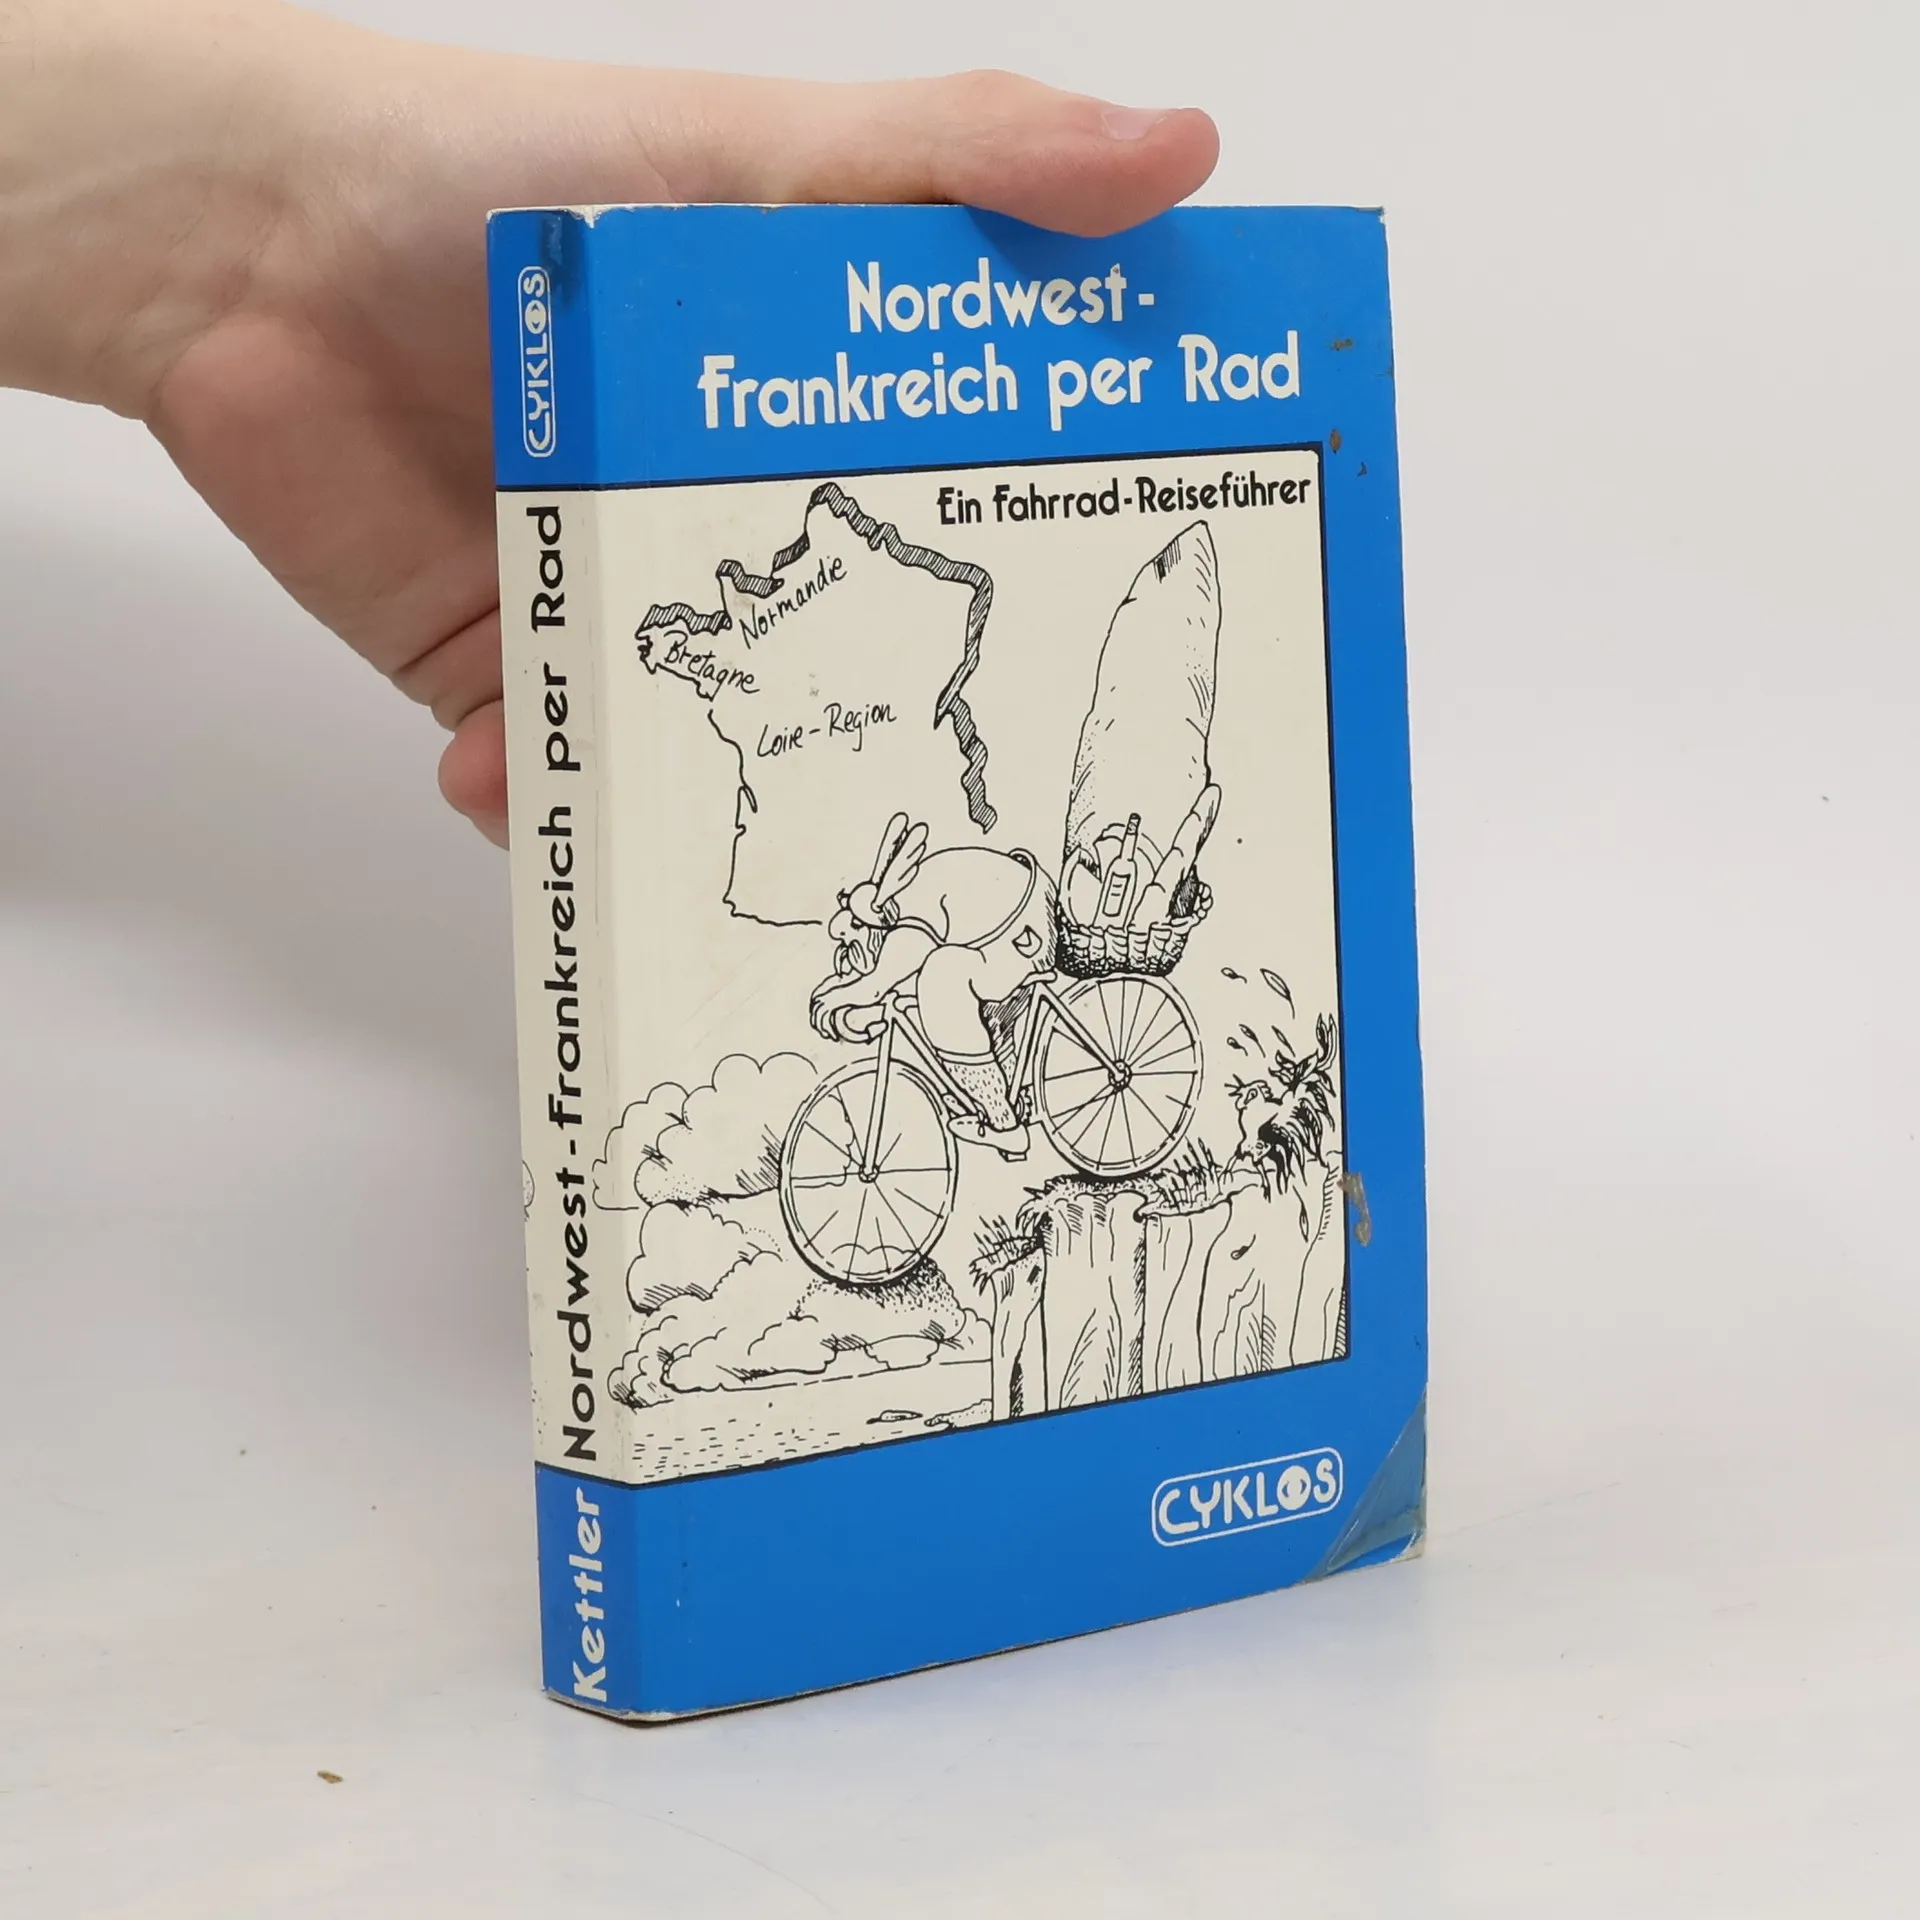 Nordwest-
Frankreich per Rad
Ein Fahrrad-Reiseführer
Normandie
Bretagne
Loire-Region
CYKLOS
CYKLOS
Nordwest-Frankreich per Rad
Kettler